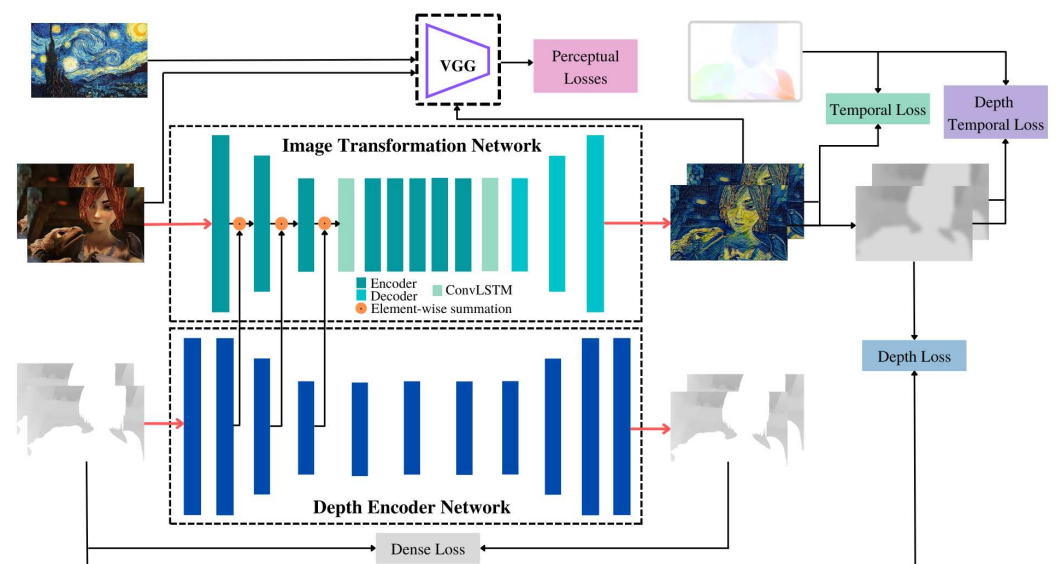 VGG
Perceptual
Losses
Temporal Loss
Depth
Temporal Loss
Image Transformation Network
Encoder
Decoder
ConvLSTM
Element-wise summation
Depth Loss
Depth Encoder Network
Dense Loss